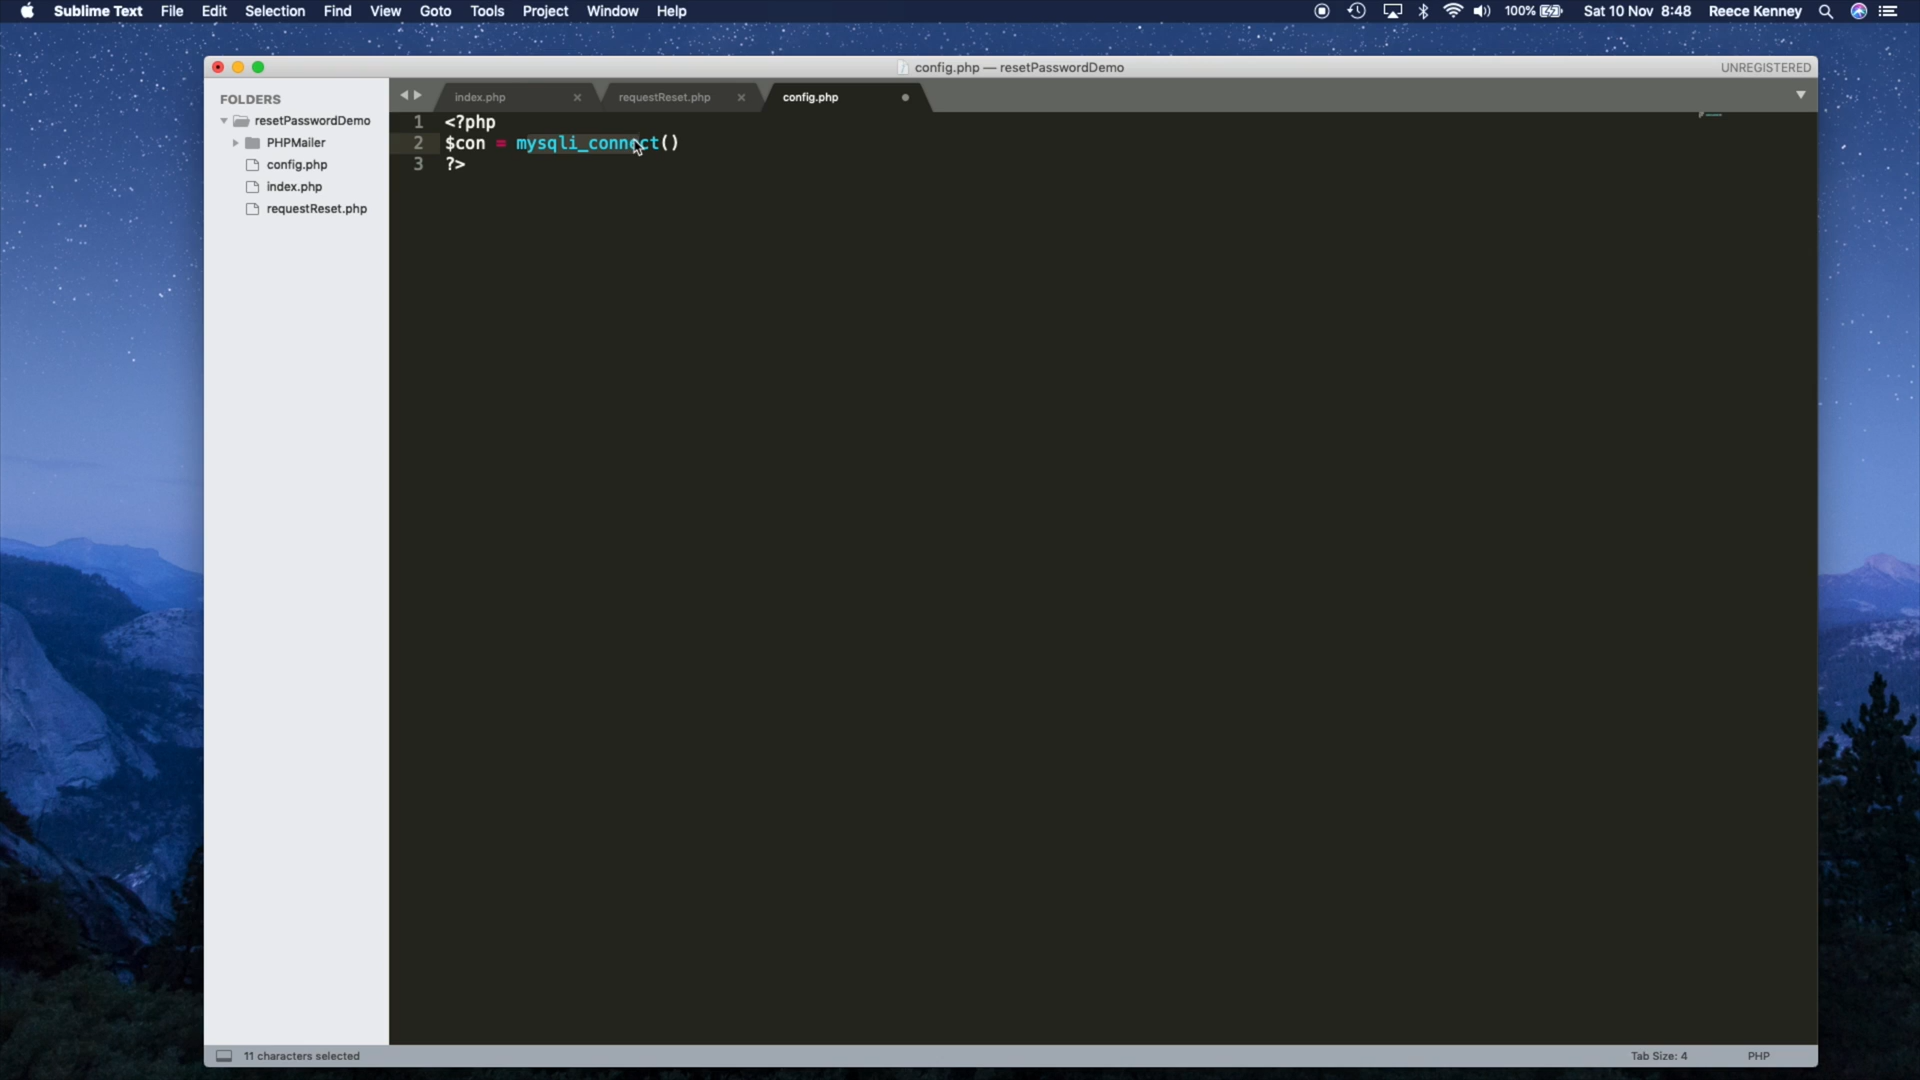 Sublime Text File Edit Selection Find View Goto Tools Project Window Help 100% Sat 10 Nov 8:48 Reece Kenney
config.php — resetPasswordDemo UNREGISTERED
FOLDERS
resetPasswordDemo
PHPMailer
config.php
index.php
requestReset.php
index.php requestReset.php config.php
1 <?php
2 $con = mysqli_connect()
3 ?>
11 characters selected Tab Size: 4 PHP